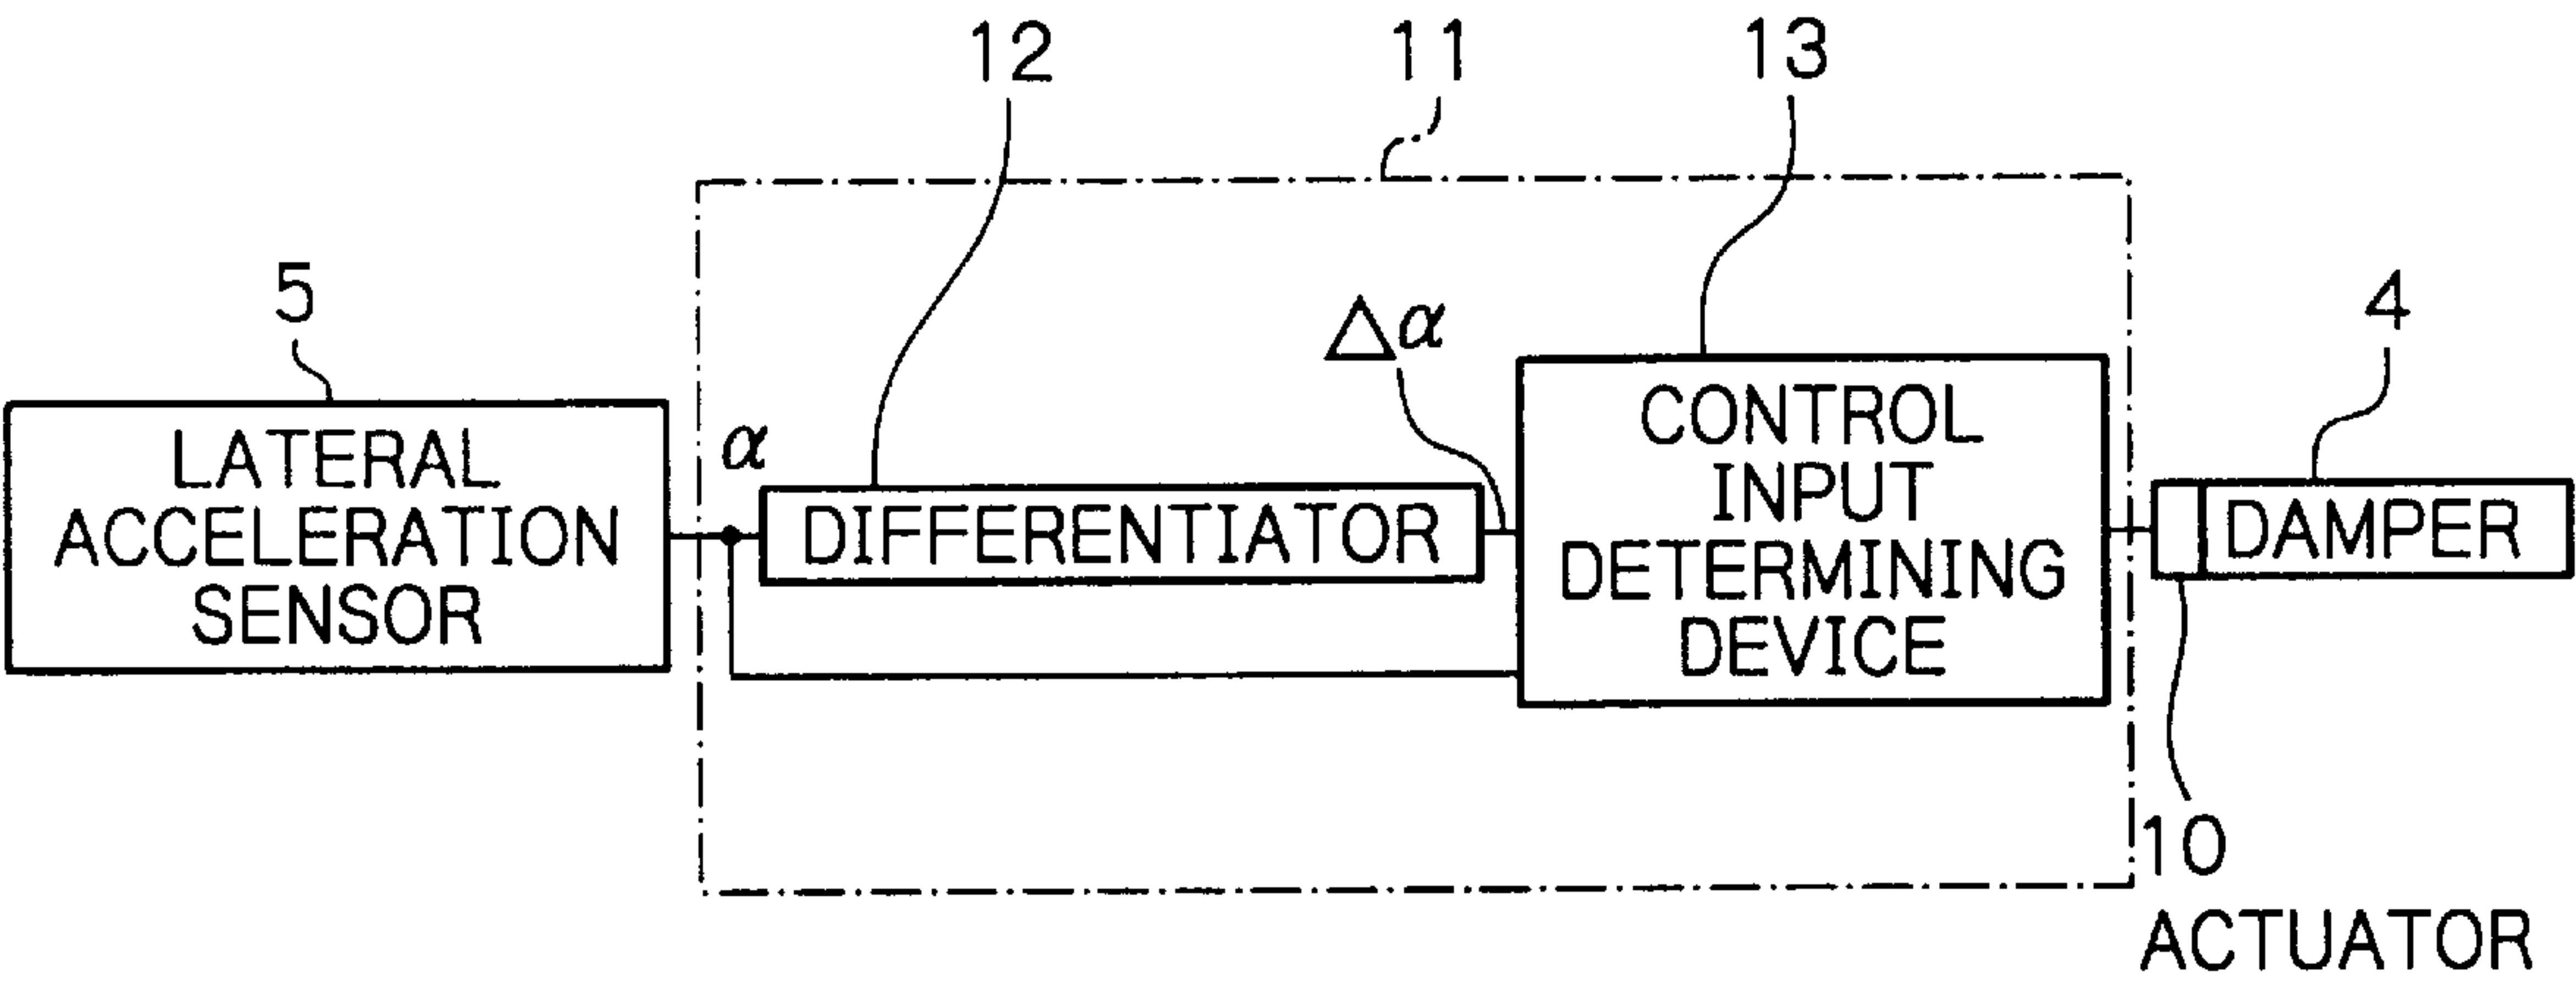 12
11
13
5
Δα
4
α
LATERAL
ACCELERATION
SENSOR
DIFFERENTIATOR
CONTROL
INPUT
DETERMINING
DEVICE
DAMPER
10
ACTUATOR